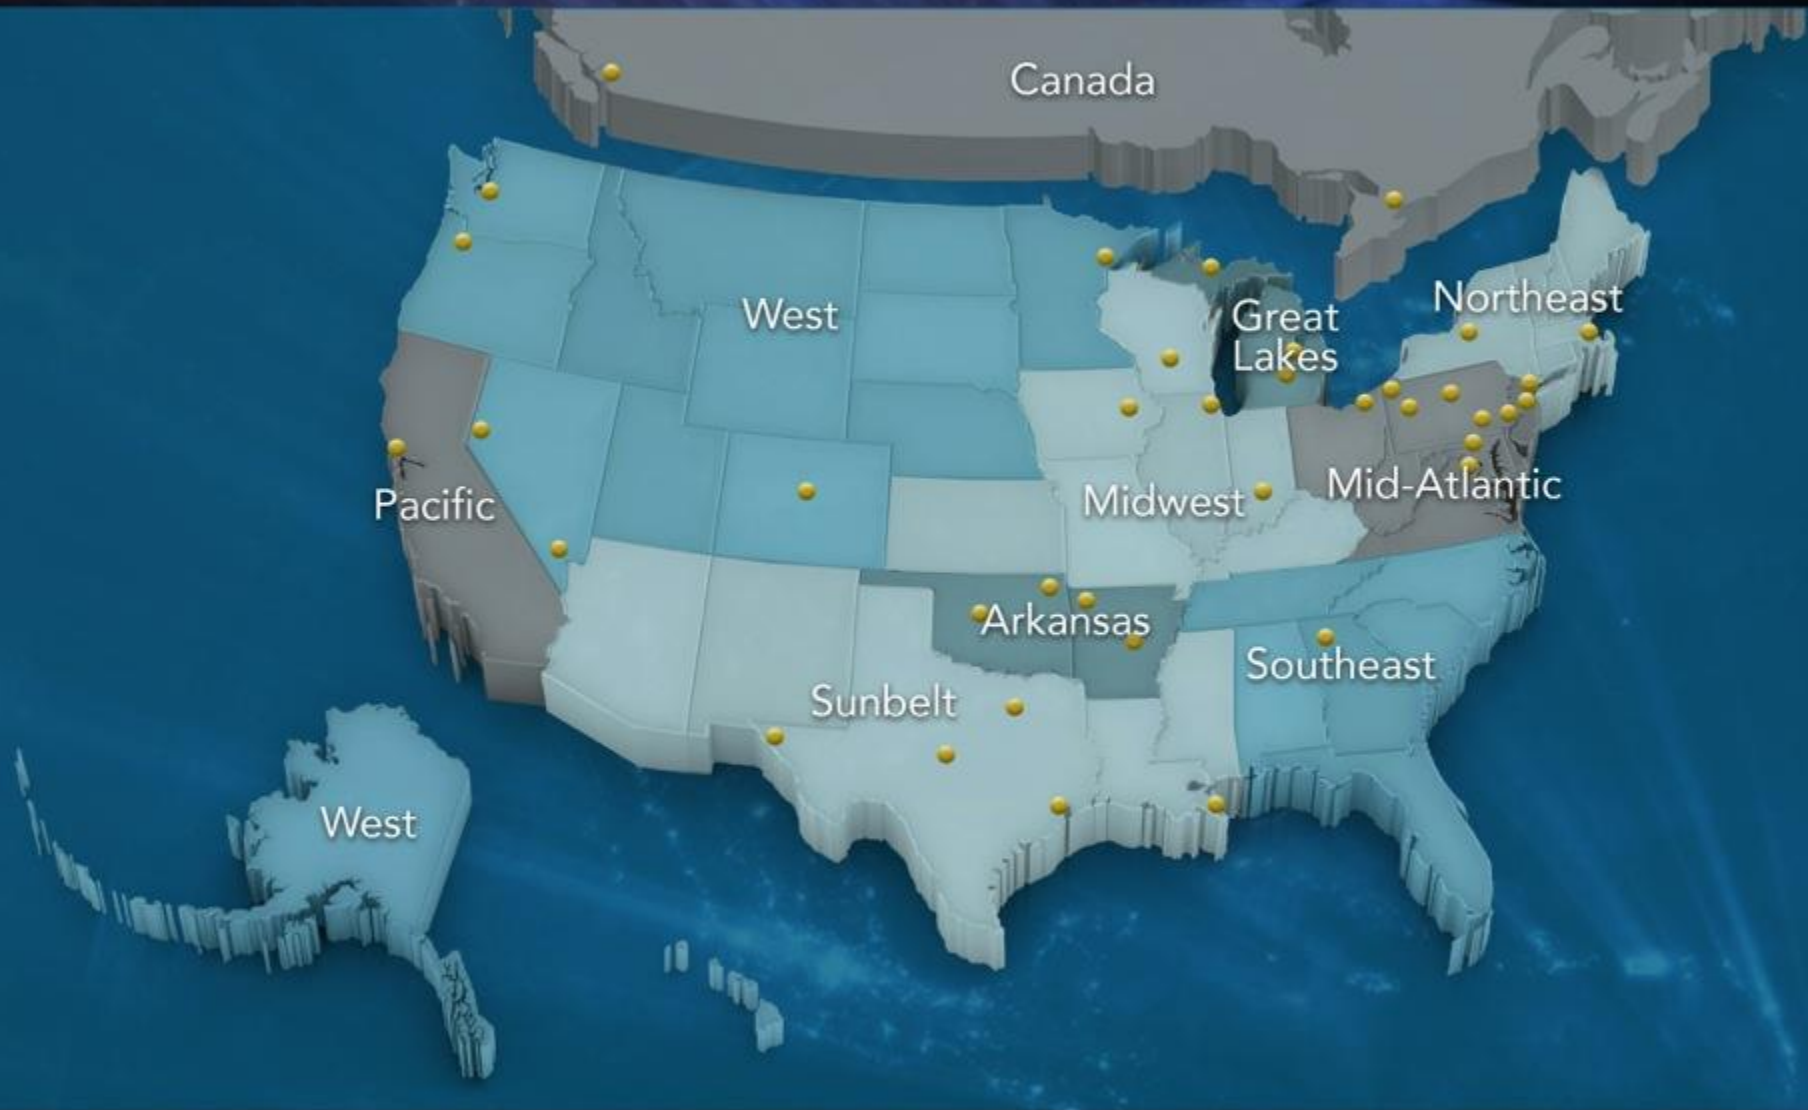 Canada
Northeast
West
Great
Lakes
Pacific
Midwest
Mid-Atlantic
Arkansas
Southeast
Sunbelt
West